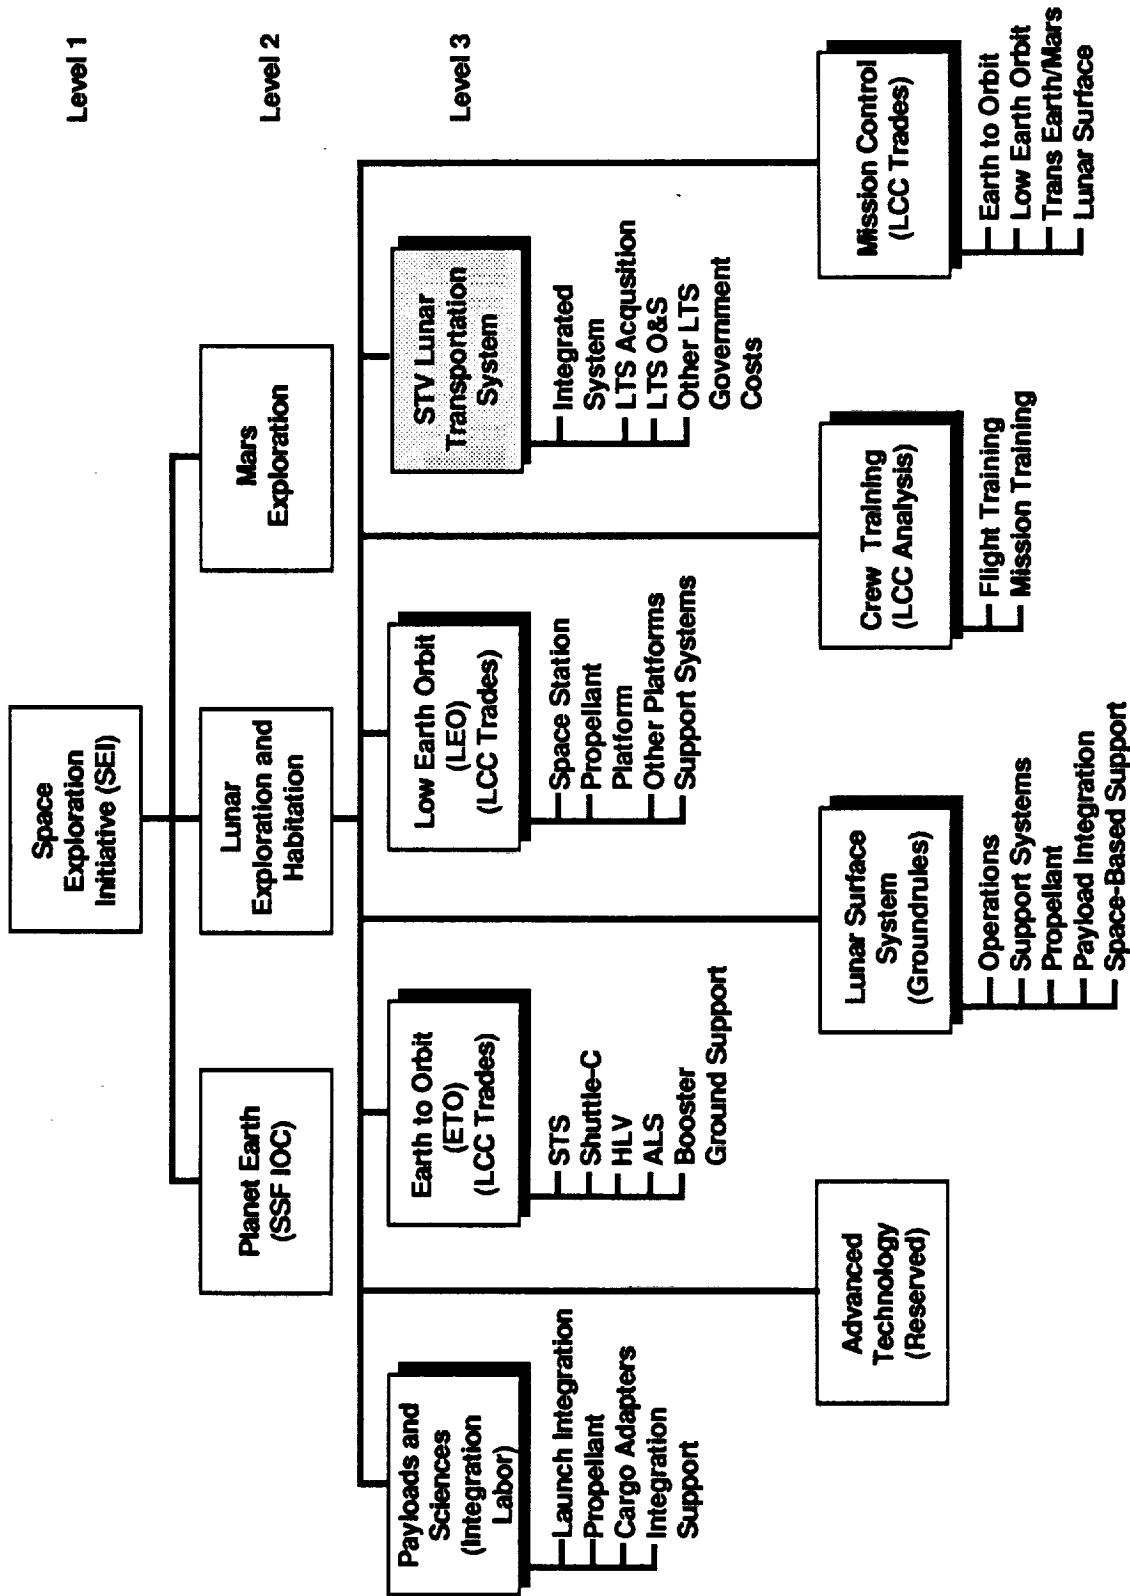 Level 1
Space
Exploration
Initiative (SEI)
Level 2
Planet Earth
(SSF IOC)
Lunar
Exploration and
Habitation
Mars
Exploration
Level 3
Payloads and
Sciences
(Integration
Labor)
Launch Integration
Propellant
Cargo Adapters
Integration
Support
Earth to Orbit
(ETO)
(LCC Trades)
STS
Shuttle-C
HLV
ALS
Booster
Ground Support
Low Earth Orbit
(LEO)
(LCC Trades)
Space Station
Propellant
Platform
Other Platforms
Support Systems
STV Lunar
Transportation
System
Integrated
System
LTS Acqusition
LTS O&S
Other LTS
Government
Costs
Advanced
Technology
(Reserved)
Lunar Surface
System
(Groundrules)
Operations
Support Systems
Propellant
Payload Integration
Space-Based Support
Crew Training
(LCC Analysis)
Flight Training
Mission Training
Mission Control
(LCC Trades)
Earth to Orbit
Low Earth Orbit
Trans Earth/Mars
Lunar Surface